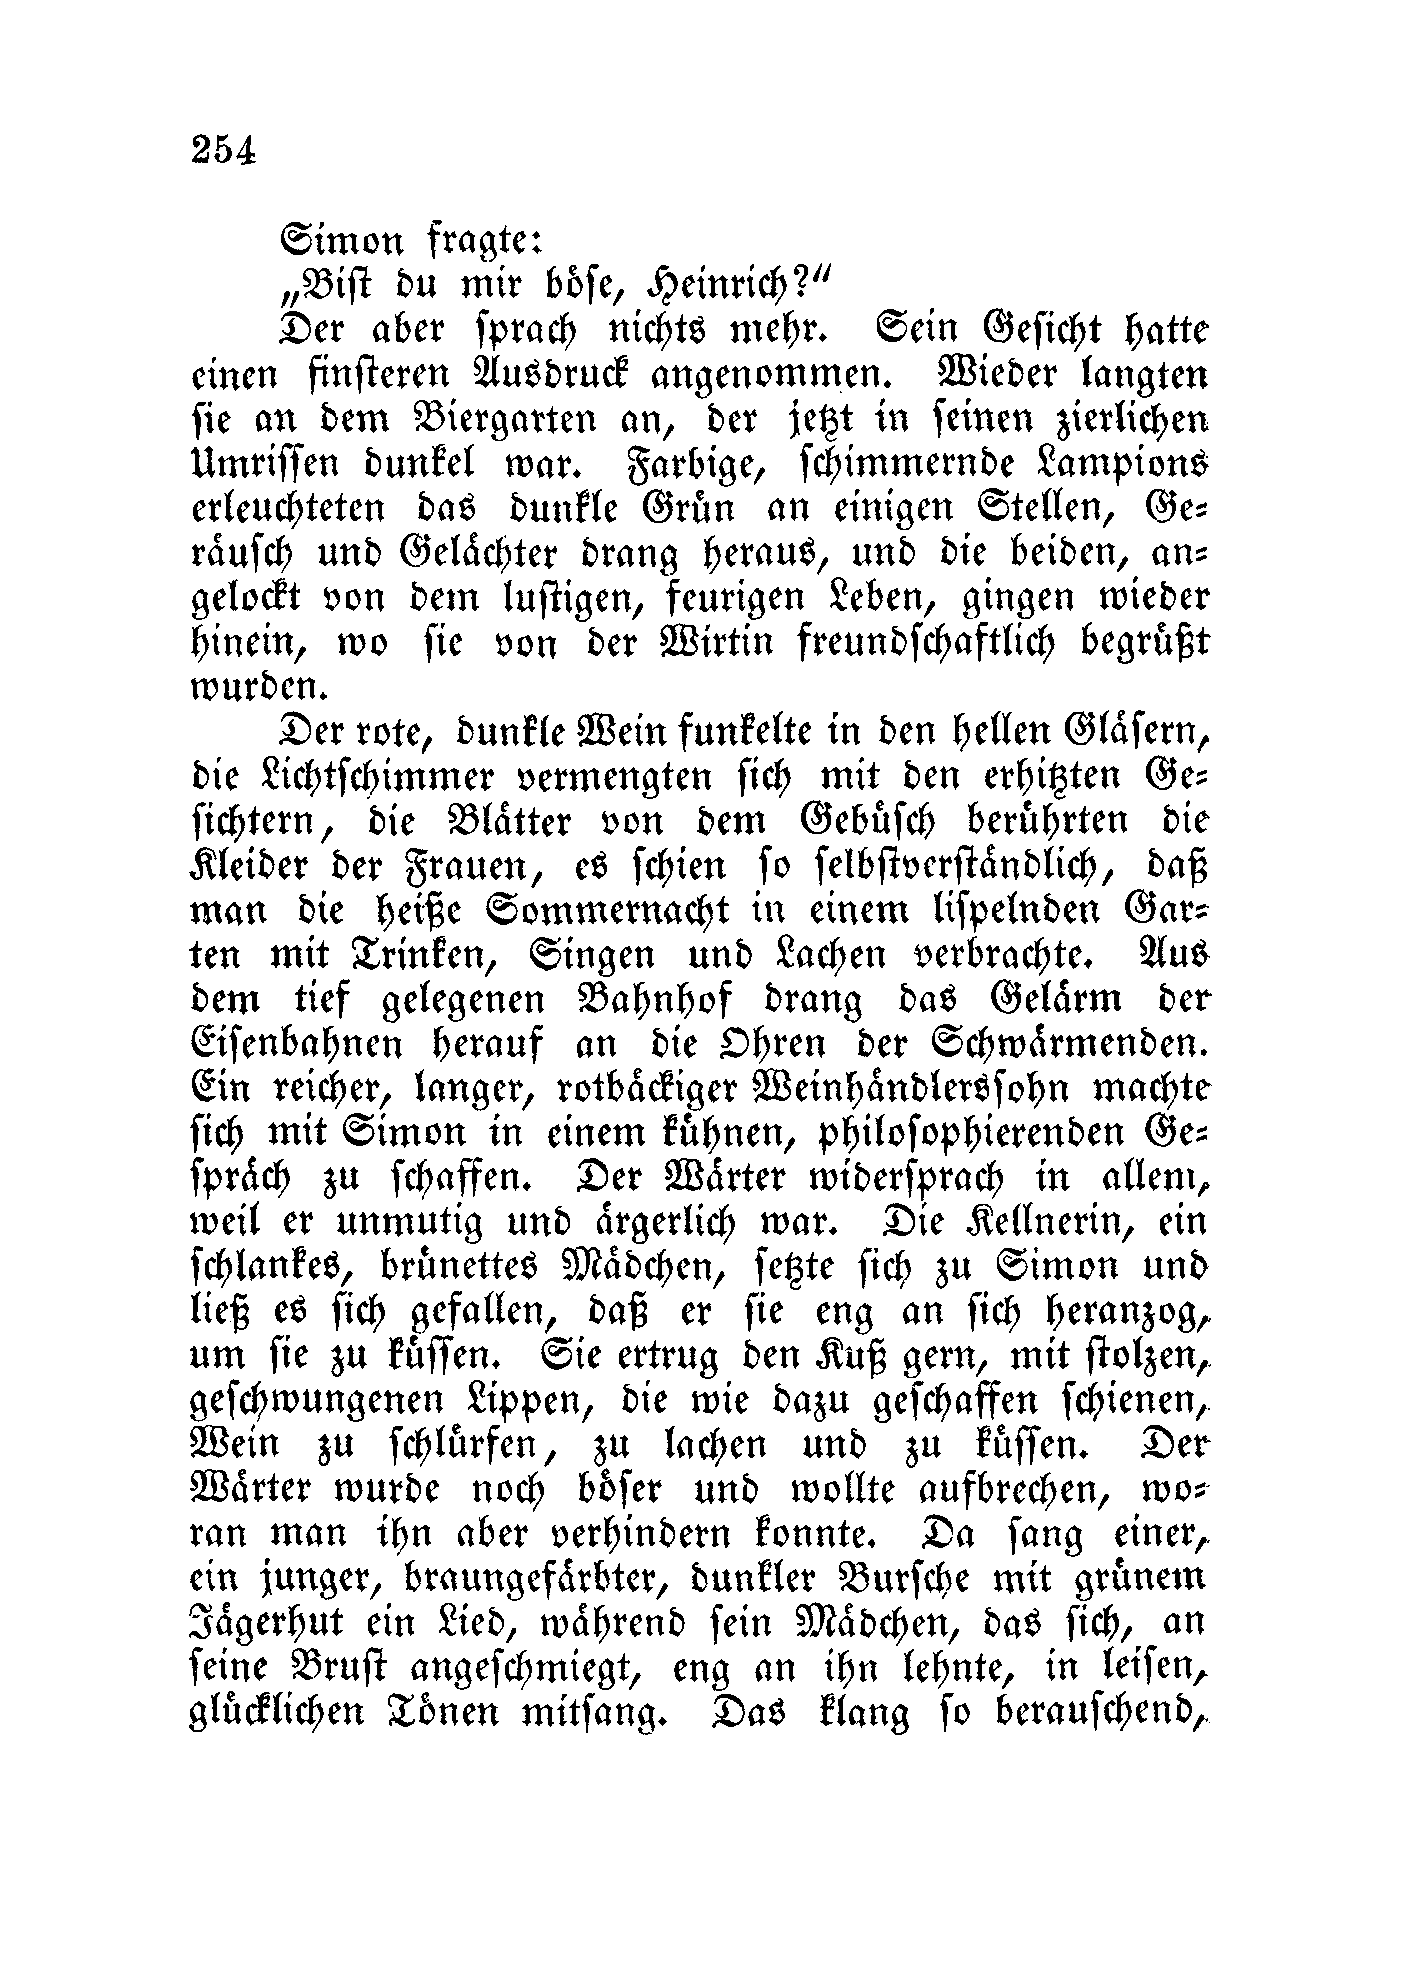 254
Simon fragte:
„Bist du mir böse, Heinrich?“
Der aber sprach nichts mehr. Sein Gesicht hatte
einen finsteren Ausdruck angenommen. Wieder langten
sie an dem Biergarten an, der jetzt in seinen zierlichen
Umrissen dunkel war. Farbige, schimmernde Lampions
erleuchteten das dunkle Grün an einigen Stellen, Ge-
räusch und Gelächter drang heraus, und die beiden, an-
gelockt von dem lustigen, feurigen Leben, gingen wieder
hinein, wo sie von der Wirtin freundschaftlich begrüßt
wurden.
Der rote, dunkle Wein funkelte in den hellen Gläsern,
die Lichtschimmer vermengten sich mit den erhitzten Ge-
sichtern, die Blätter von dem Gebüsch berührten die
Kleider der Frauen, es schien so selbstverständlich, daß
man die heiße Sommernacht in einem lispelnden Gar-
ten mit Trinken, Singen und Lachen verbrachte. Aus
dem tief gelegenen Bahnhof drang das Gelärm der
Eisenbahnen herauf an die Ohren der Schwärmenden.
Ein reicher, langer, rotbäckiger Weinhändlerssohn machte
sich mit Simon in einem kühnen, philosophierenden Ge-
spräch zu schaffen. Der Wärter widersprach in allem,
weil er unmutig und ärgerlich war. Die Kellnerin, ein
schlankes, brünettes Mädchen, setzte sich zu Simon und
ließ es sich gefallen, daß er sie eng an sich heranzog,
um sie zu küssen. Sie ertrug den Kuß gern, mit stolzen,
geschwungenen Lippen, die wie dazu geschaffen schienen,
Wein zu schlürfen, zu lachen und zu küssen. Der
Wärter wurde noch böser und wollte aufbrechen, wo-
ran man ihn aber verhindern konnte. Da sang einer,
ein junger, braungefärbter, dunkler Bursche mit grünem
Jägerhut ein Lied, während sein Mädchen, das sich, an
seine Brust angeschmiegt, eng an ihn lehnte, in leisen,
glücklichen Tönen mitsang. Das klang so berauschend,